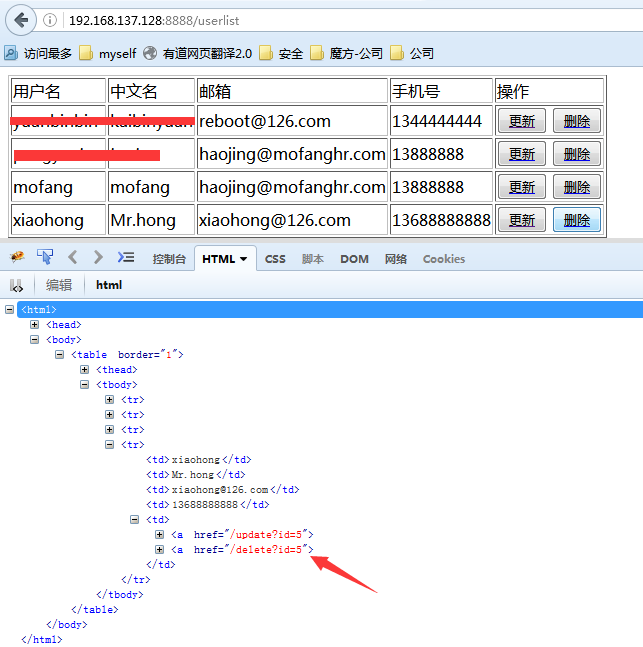 192.168.137.128:8888/userlist
访问最多 myself 有道网页翻译2.0 安全 魔方-公司 公司
用户名 中文名 邮箱 手机号 操作
reboot@126.com 1344444444 更新 删除
haojing@mofanghr.com 13888888 更新 删除
mofang mofang haojing@mofanghr.com 13888888 更新 删除
xiaohong Mr.hong xiaohong@126.com 13688888888 更新 删除
控制台 HTML CSS 脚本 DOM 网络 Cookies
编辑 html
<html>
<head>
<body>
<table border="1">
<thead>
<tbody>
<tr>
<tr>
<tr>
<tr>
<td>xiaohong</td>
<td>Mr.hong</td>
<td>xiaohong@126.com</td>
<td>13688888888</td>
<td>
<a href="/update?id=5">
<a href="/delete?id=5">
</td>
</tr>
</tbody>
</table>
</body>
</html>